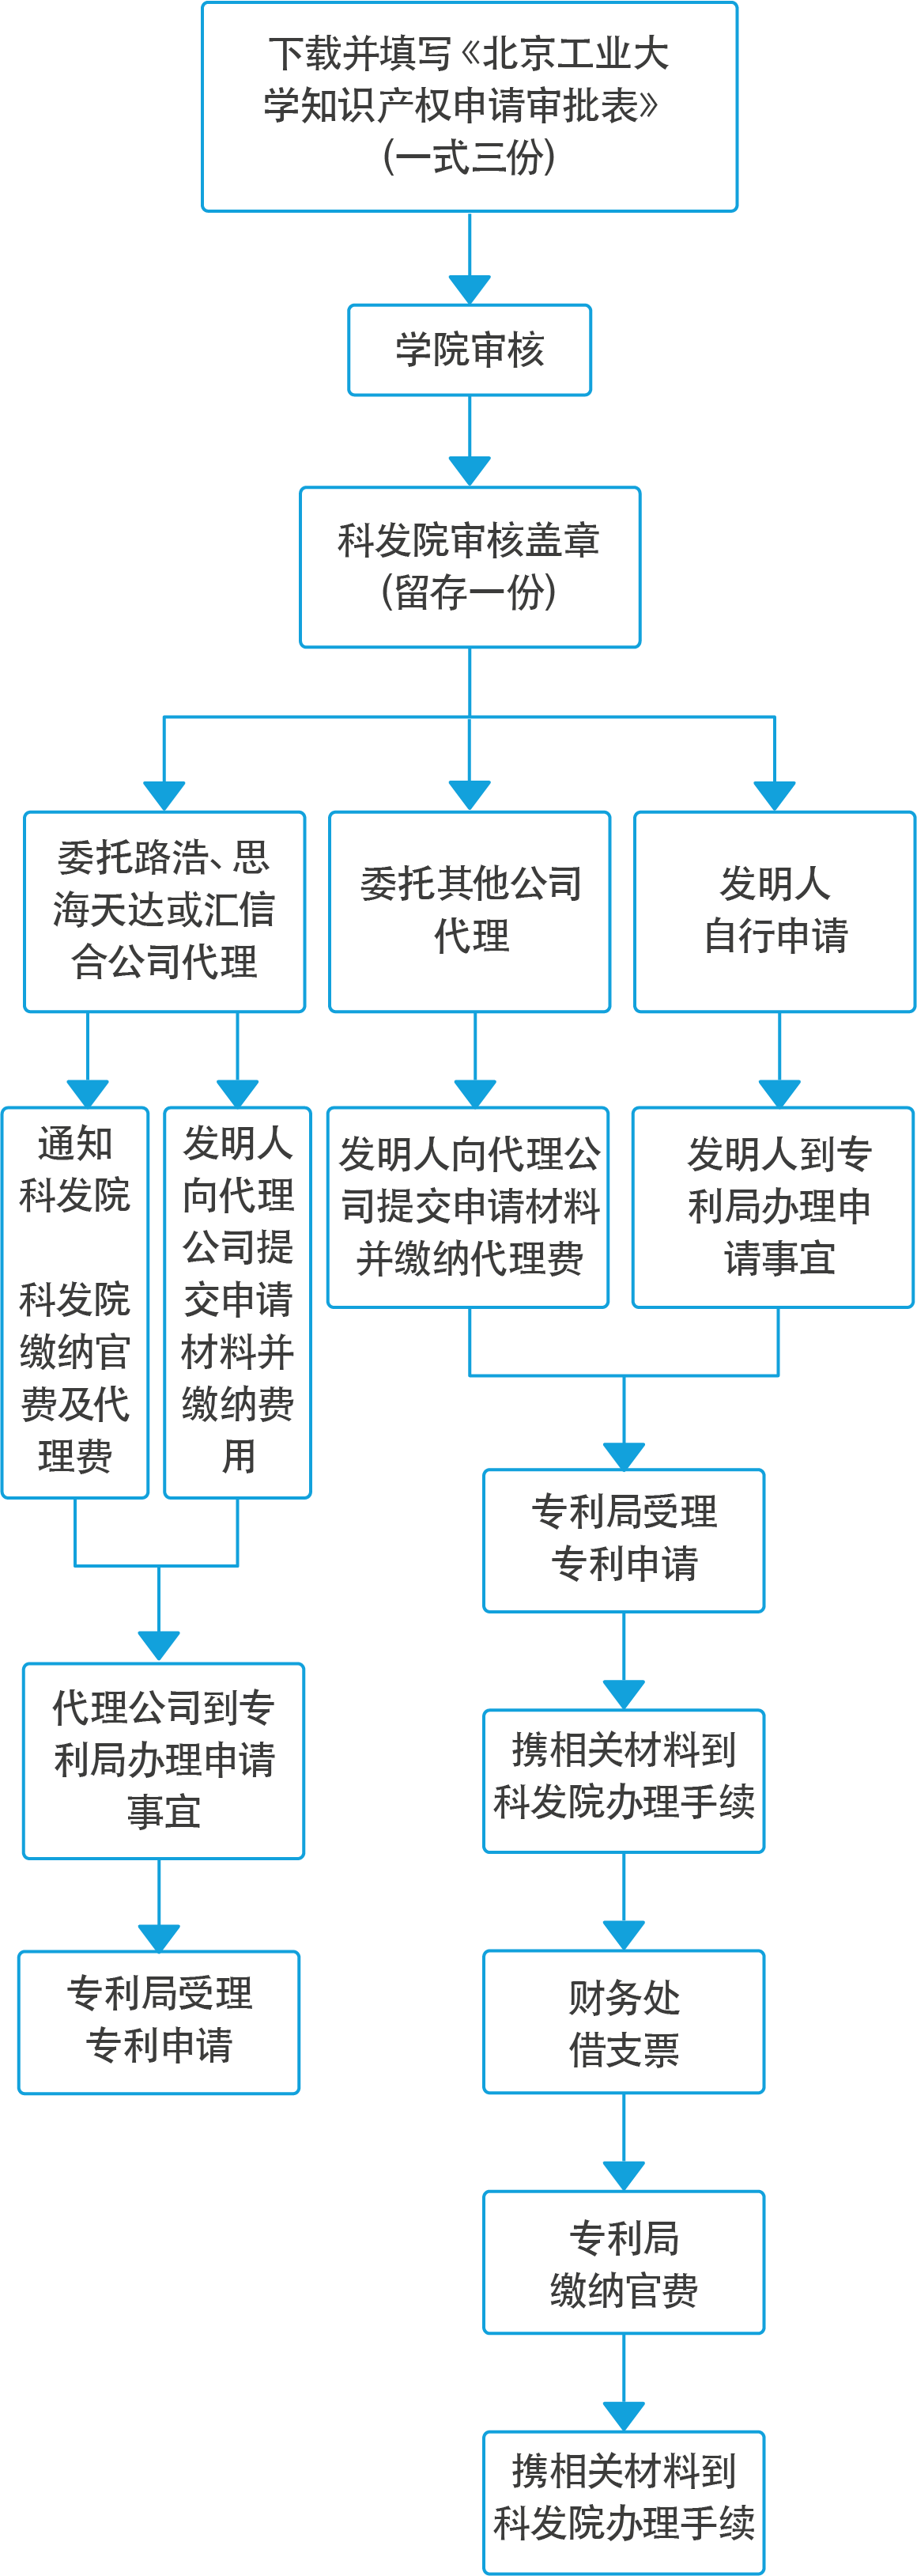 下载并填写《北京工业大
学知识产权申请审批表》
(一式三份)
学院审核
科发院审核盖章
(留存一份)
委托路浩、思
海天达或汇信
合公司代理
委托其他公司
代理
发明人
自行申请
通知
科发院
科发院
缴纳官
费及代
理费
发明人
向代理
公司提
交申请
材料并
缴纳费
用
发明人向代理公
司提交申请材料
并缴纳代理费
发明人到专
利局办理申
请事宜
代理公司到专
利局办理申请
事宜
专利局受理
专利申请
专利局受理
专利申请
携相关材料到
科发院办理手续
财务处
借支票
专利局
缴纳官费
携相关材料到
科发院办理手续